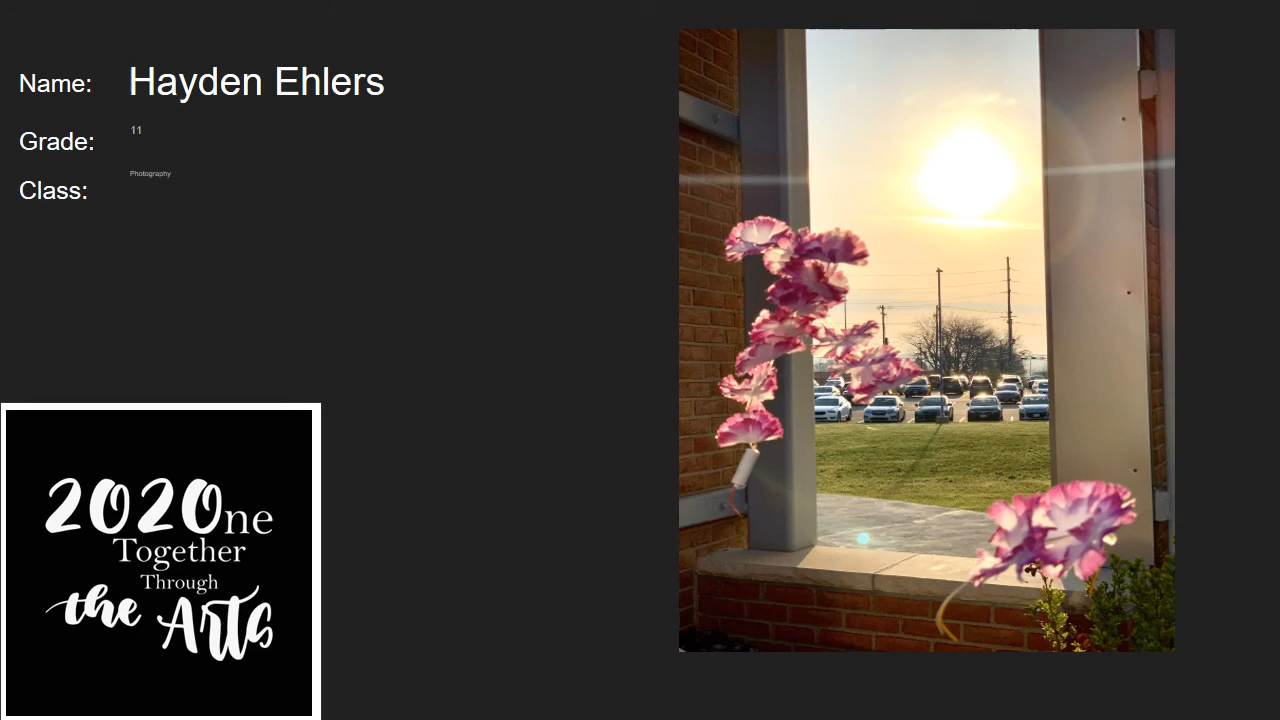 Name: Hayden Ehlers
Grade: 11
Class: Photography
2020ne
Together
Through
the Arts